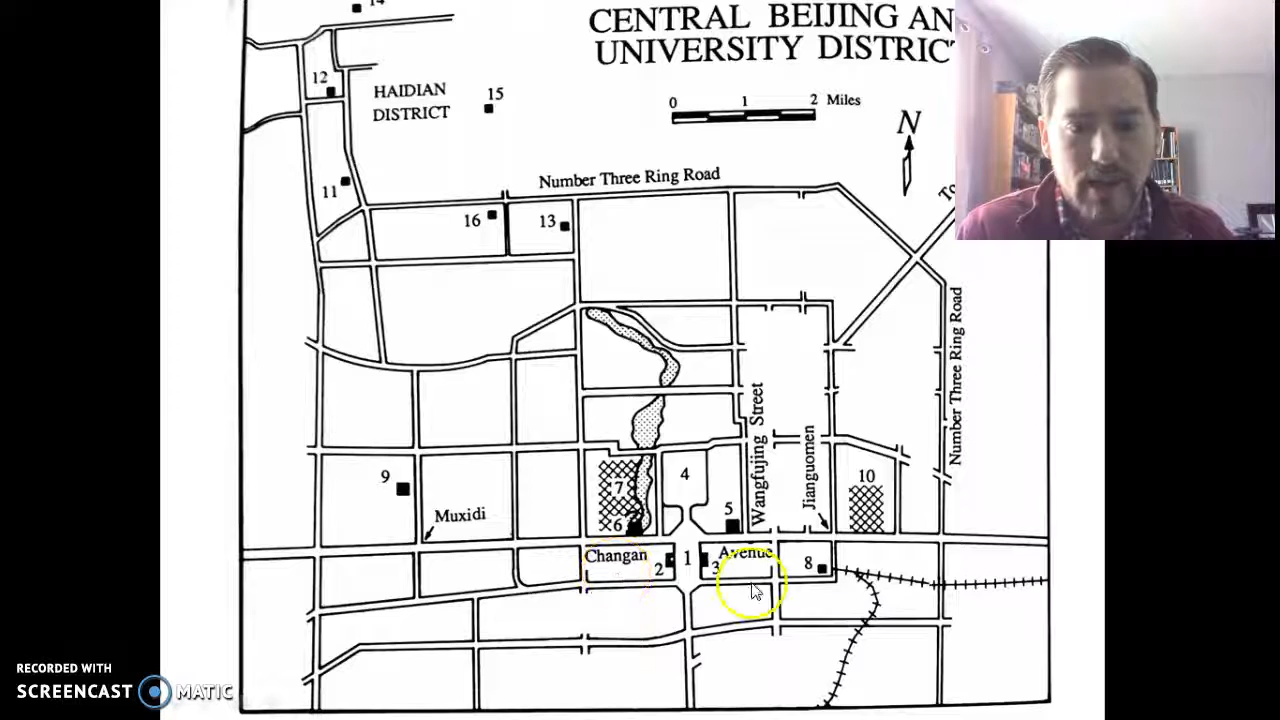 14
CENTRAL BEIJING AN
UNIVERSITY DISTRIC
12
HAIDIAN
DISTRICT
15
0 1 2 Miles
N
To
11
Number Three Ring Road
16
13
Number Three Ring Road
Wangfujing Street
Jianguomen
9
7
4
10
Muxidi
6
5
Changan
Avenue
2
1
3
8
RECORDED WITH
SCREENCAST MATIC